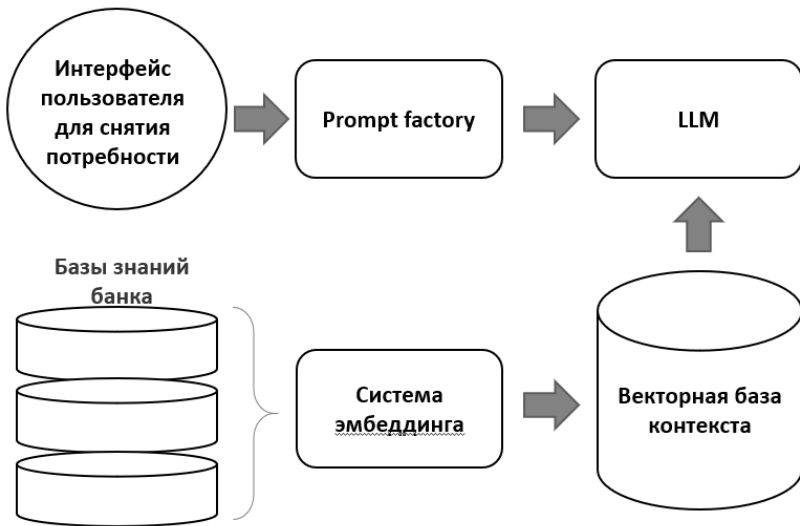 Интерфейс
пользователя
для снятия
потребности
Prompt factory
LLM
Базы знаний
банка
Система
эмбеддинга
Векторная база
контекста